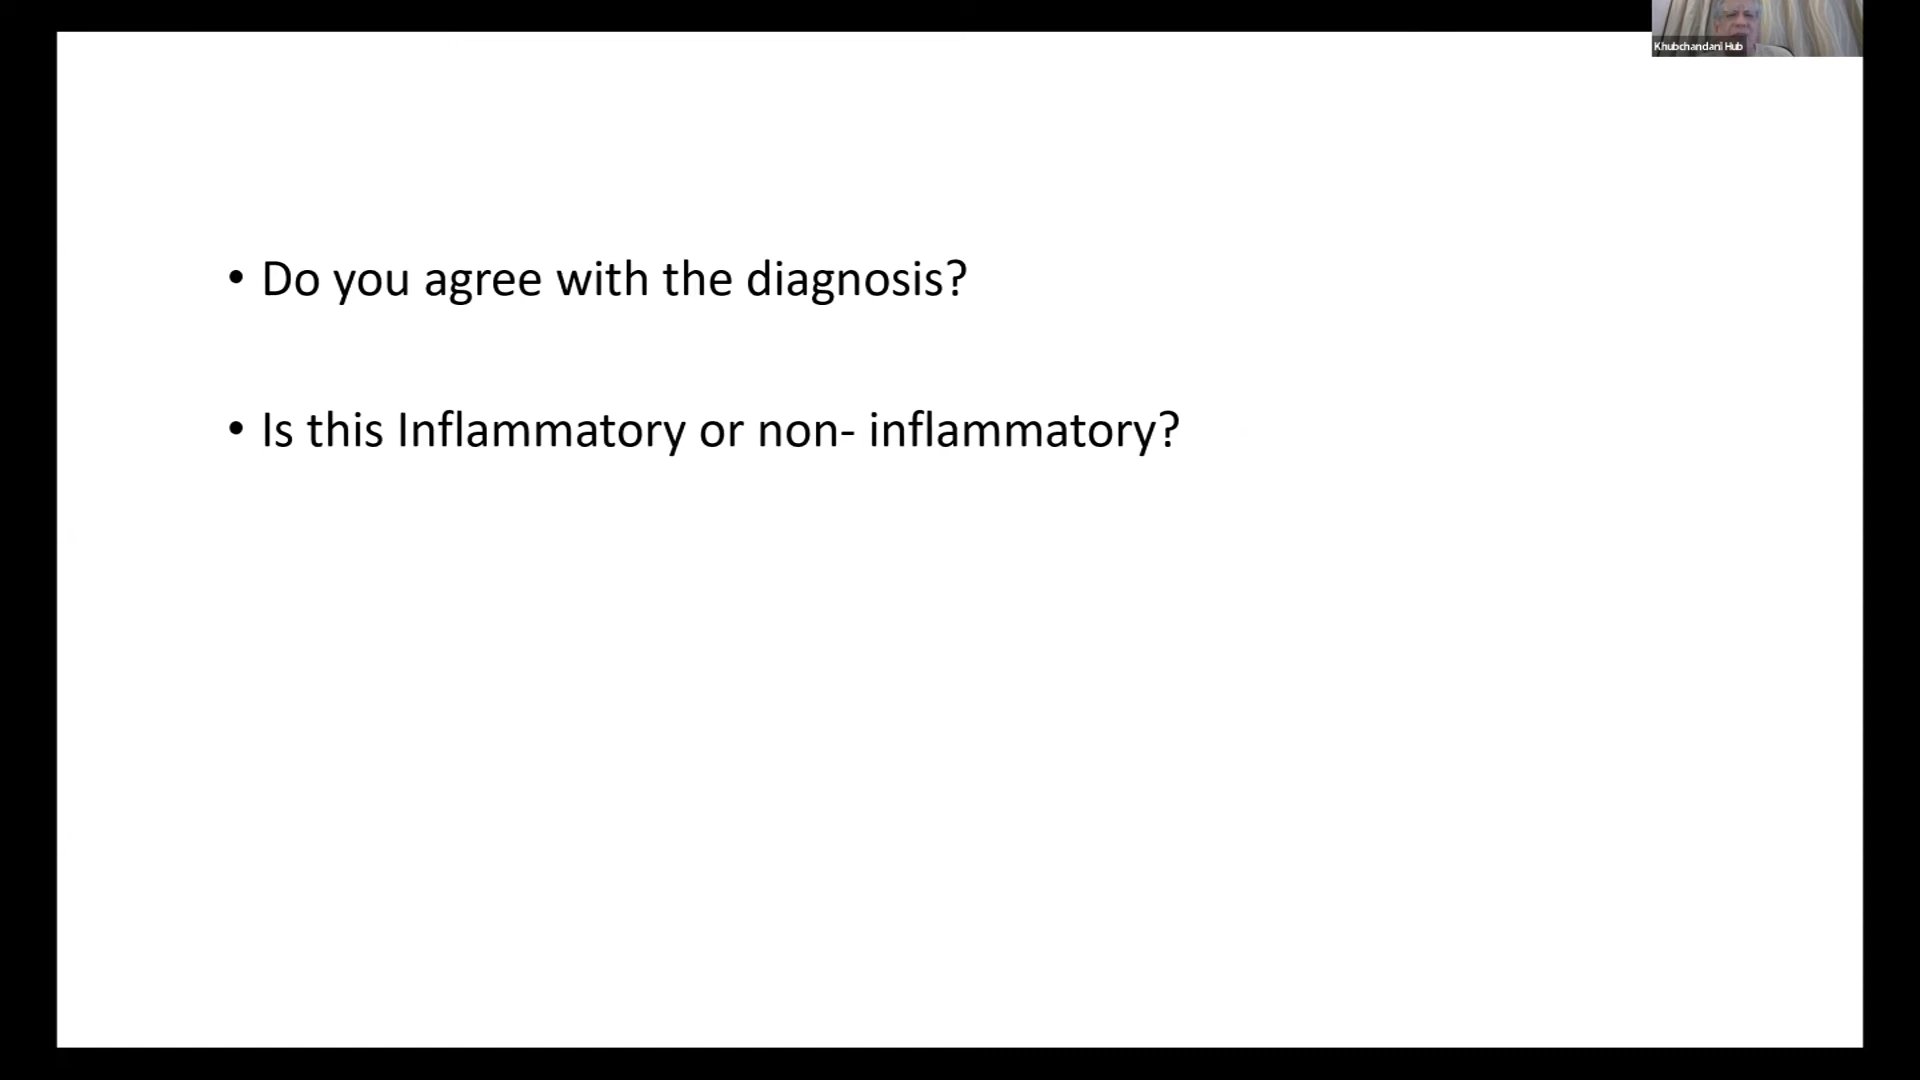 Khubchandani Hub
• Do you agree with the diagnosis?
• Is this Inflammatory or non- inflammatory?